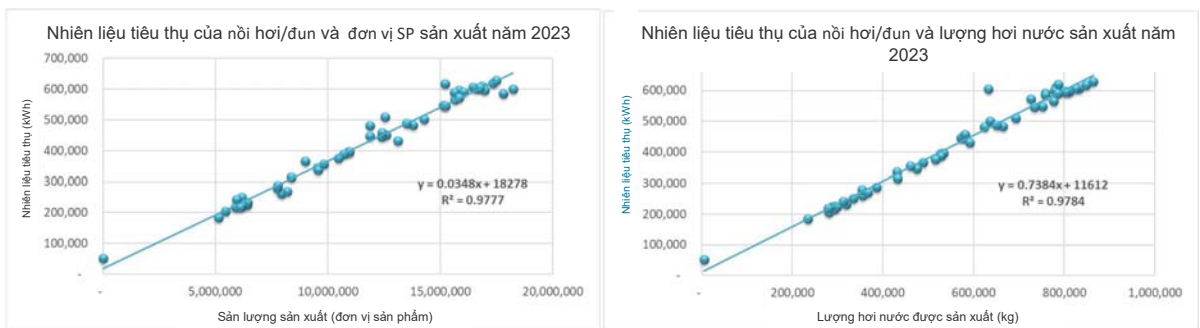 Nhiên liệu tiêu thụ của nồi hơi/đun và đơn vị SP sản xuất năm 2023
700,000
600,000
500,000
400,000
300,000
200,000
100,000
-
Nhiên liệu tiêu thụ (kWh)
y = 0.0348x + 18278
R² = 0.9777
-
5,000,000
10,000,000
15,000,000
20,000,000
Sản lượng sản xuất (đơn vị sản phẩm)
Nhiên liệu tiêu thụ của nồi hơi/đun và lượng hơi nước sản xuất năm
2023
600,000
500,000
400,000
300,000
200,000
100,000
-
Nhiên liệu tiêu thụ (kWh)
y = 0.7384x + 11612
R² = 0.9784
-
200,000
400,000
600,000
800,000
1,000,000
Lượng hơi nước được sản xuất (kg)